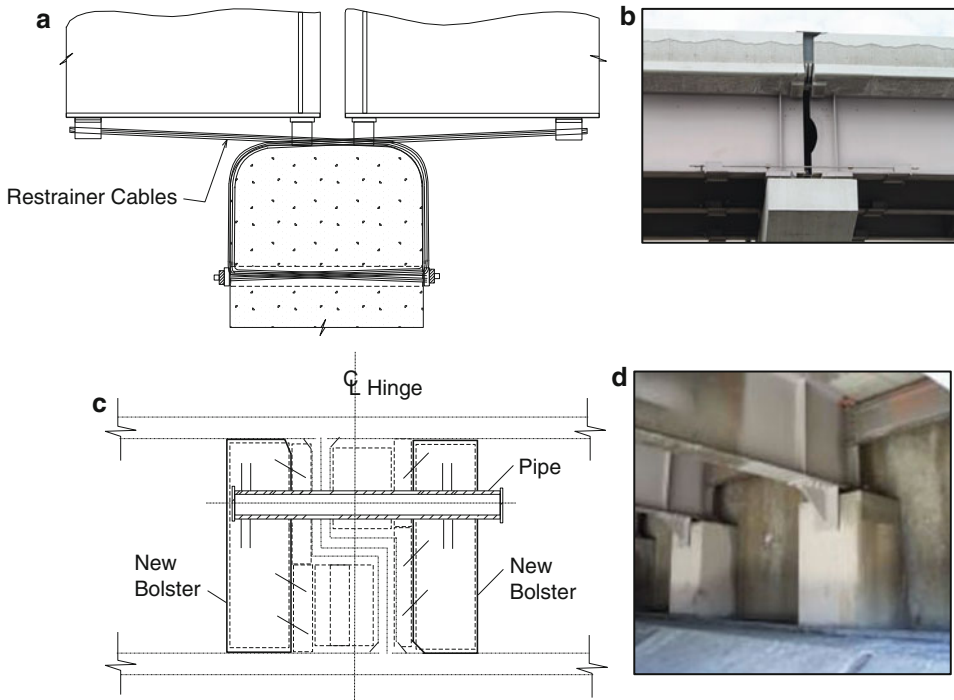 a
Restrainer Cables
b
c
℄ Hinge
Pipe
New
Bolster
New
Bolster
d